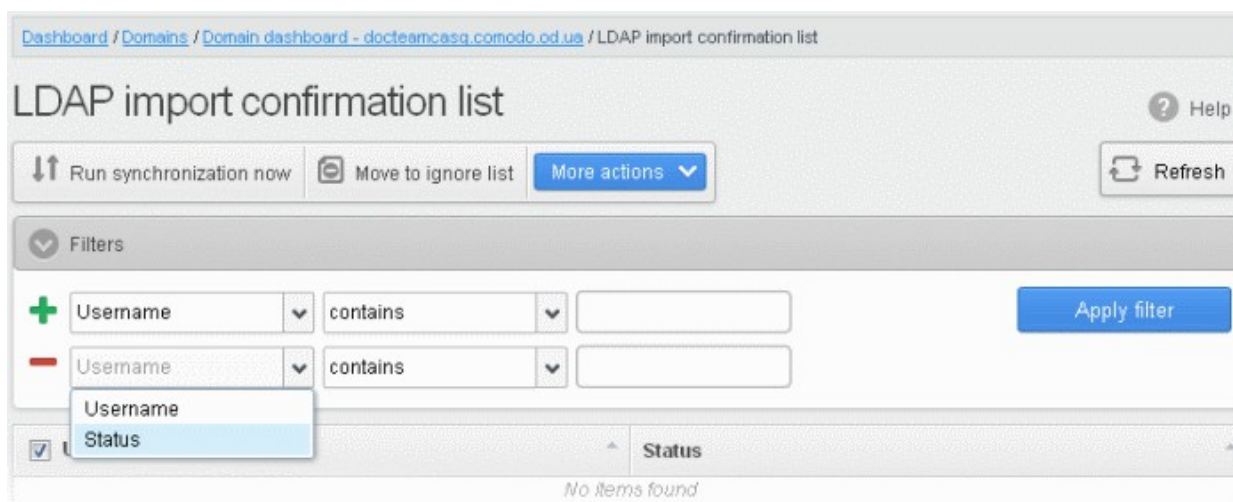 Dashboard / Domains / Domain dashboard - docteamcasg.comodo.od.ua / LDAP import confirmation list
LDAP import confirmation list
Help
Run synchronization now Move to ignore list More actions Refresh
Filters
Username contains Apply filter
Username contains
Username
Status
Status
No items found